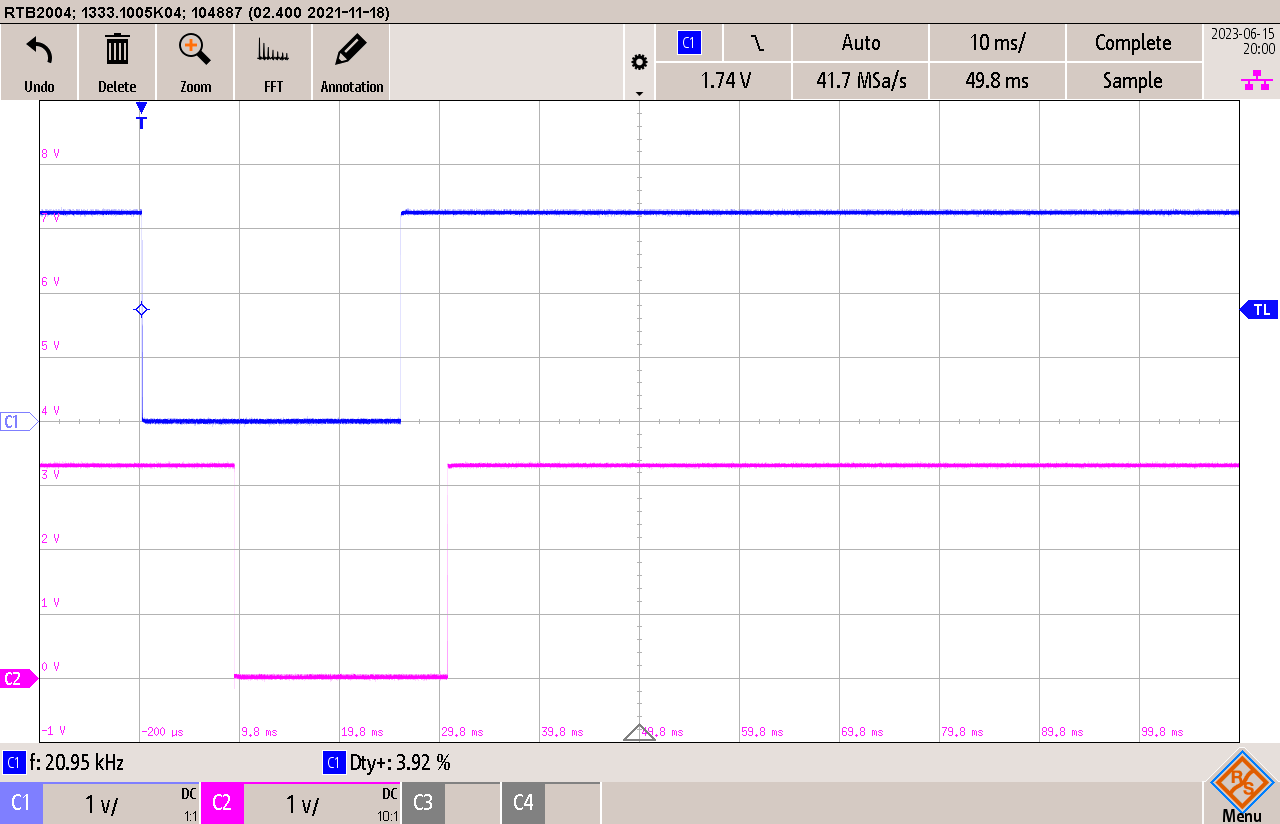 RTB2004; 1333.1005K04; 104887 (02.400 2021-11-18)
Undo
Delete
Zoom
FFT
Annotation
C1
Auto
10 ms/
Complete
1.74 V
41.7 MSa/s
49.8 ms
Sample
2023-06-15
20:00
T
8 V
7 V
6 V
5 V
4 V
3 V
2 V
1 V
0 V
-1 V
C1
C2
TL
-200 µs
9.8 ms
19.8 ms
29.8 ms
39.8 ms
49.8 ms
59.8 ms
69.8 ms
79.8 ms
89.8 ms
99.8 ms
C1 f: 20.95 kHz
C1 Dty+: 3.92 %
C1 1 V/ DC 1:1
C2 1 V/ DC 10:1
C3
C4
R S
Menu